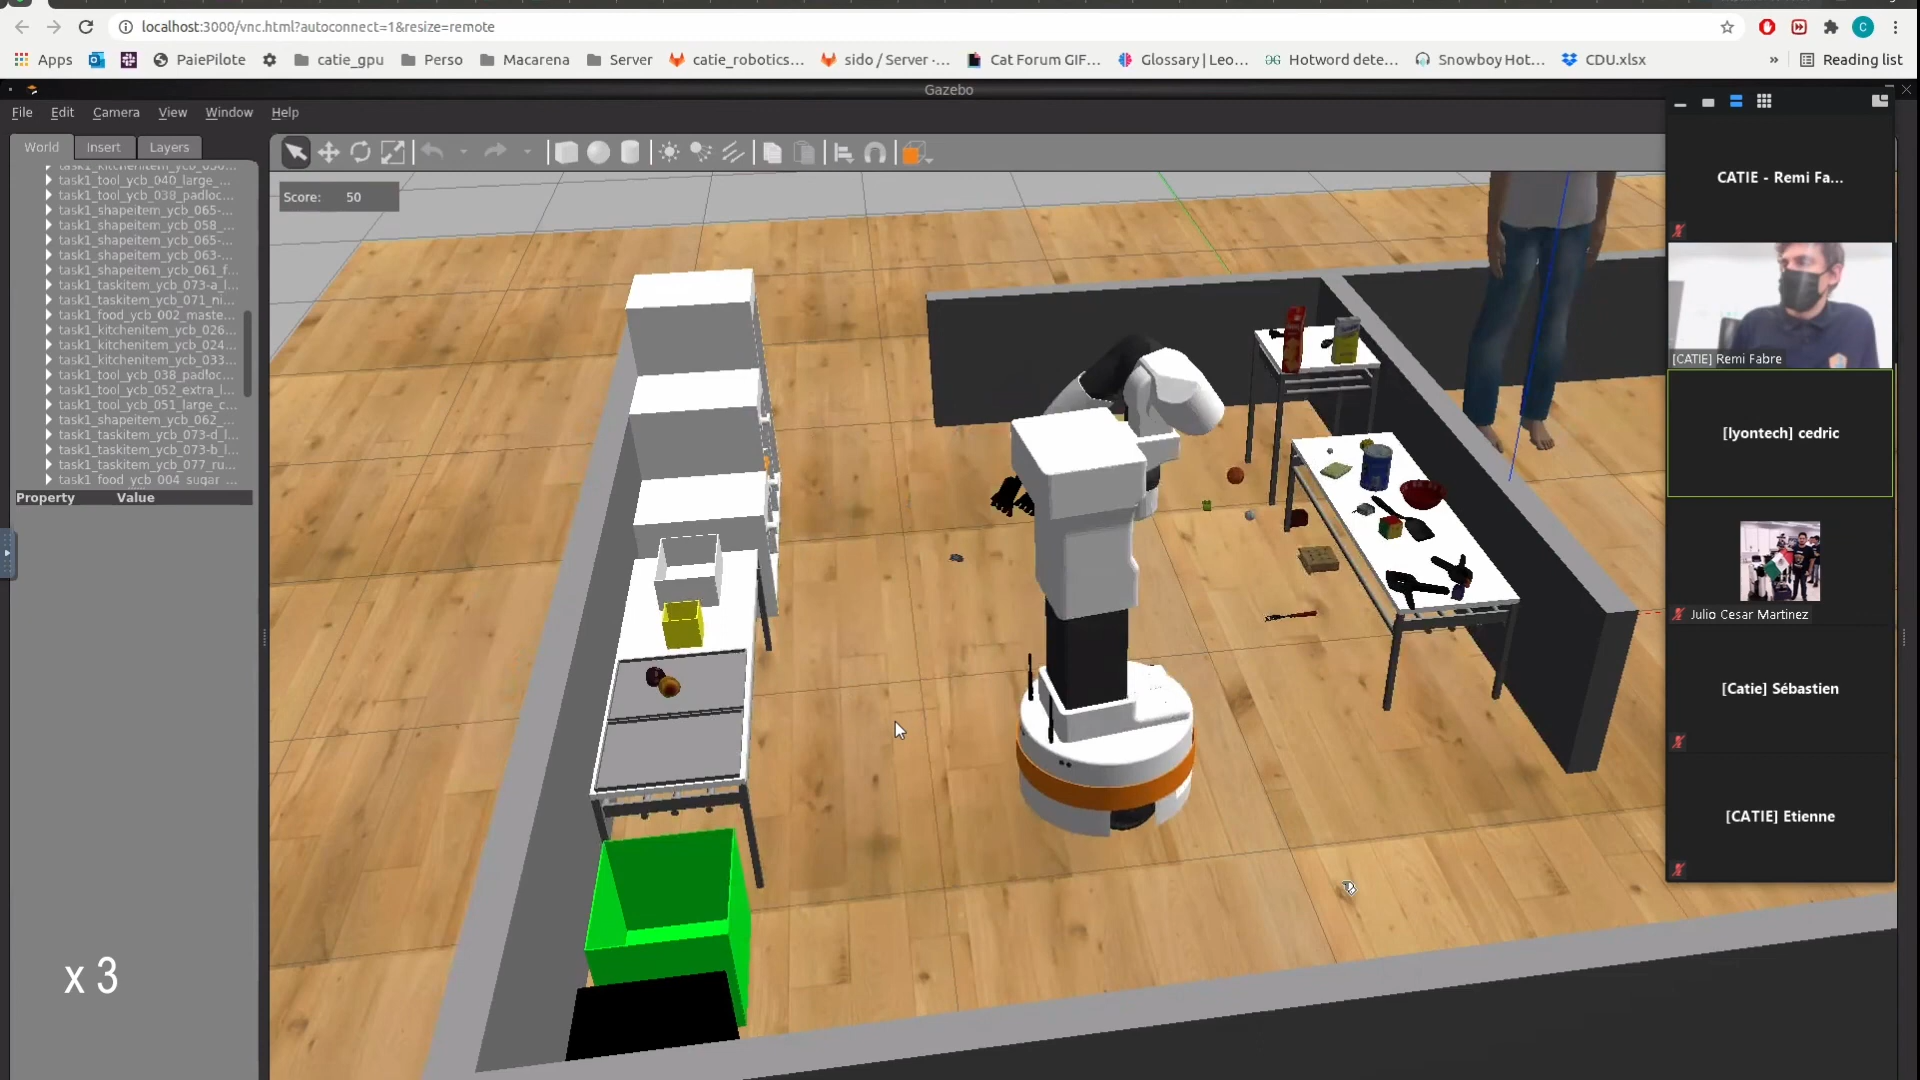 localhost:3000/vnc.html?autoconnect=1&resize=remote
C
Apps
PaiePilote
catie_gpu
Perso
Macarena
Server
catie_robotics...
sido / Server -...
Cat Forum GIF...
Glossary | Leo...
Hotword dete...
Snowboy Hot...
CDU.xlsx
»
Reading list
Gazebo
File Edit Camera View Window Help
World Insert Layers
task1_tool_ycb_040_large_...
task1_tool_ycb_038_padloc...
task1_shapeitem_ycb_065-...
task1_shapeitem_ycb_058_...
task1_shapeitem_ycb_065-...
task1_shapeitem_ycb_063-...
task1_shapeitem_ycb_061_f...
task1_taskitem_ycb_073-a_l...
task1_taskitem_ycb_071_ni...
task1_food_ycb_002_maste...
task1_kitchenitem_ycb_026...
task1_kitchenitem_ycb_024...
task1_kitchenitem_ycb_033...
task1_tool_ycb_038_padloc...
task1_tool_ycb_052_extra_l...
task1_tool_ycb_051_large_c...
task1_shapeitem_ycb_062_...
task1_taskitem_ycb_073-d_l...
task1_taskitem_ycb_073-b_l...
task1_taskitem_ycb_077_ru...
task1_food_ycb_004_sugar_...
Property Value
Score: 50
CATIE - Remi Fa...
[CATIE] Remi Fabre
[lyontech] cedric
Julio Cesar Martinez
[Catie] Sébastien
[CATIE] Etienne
x 3